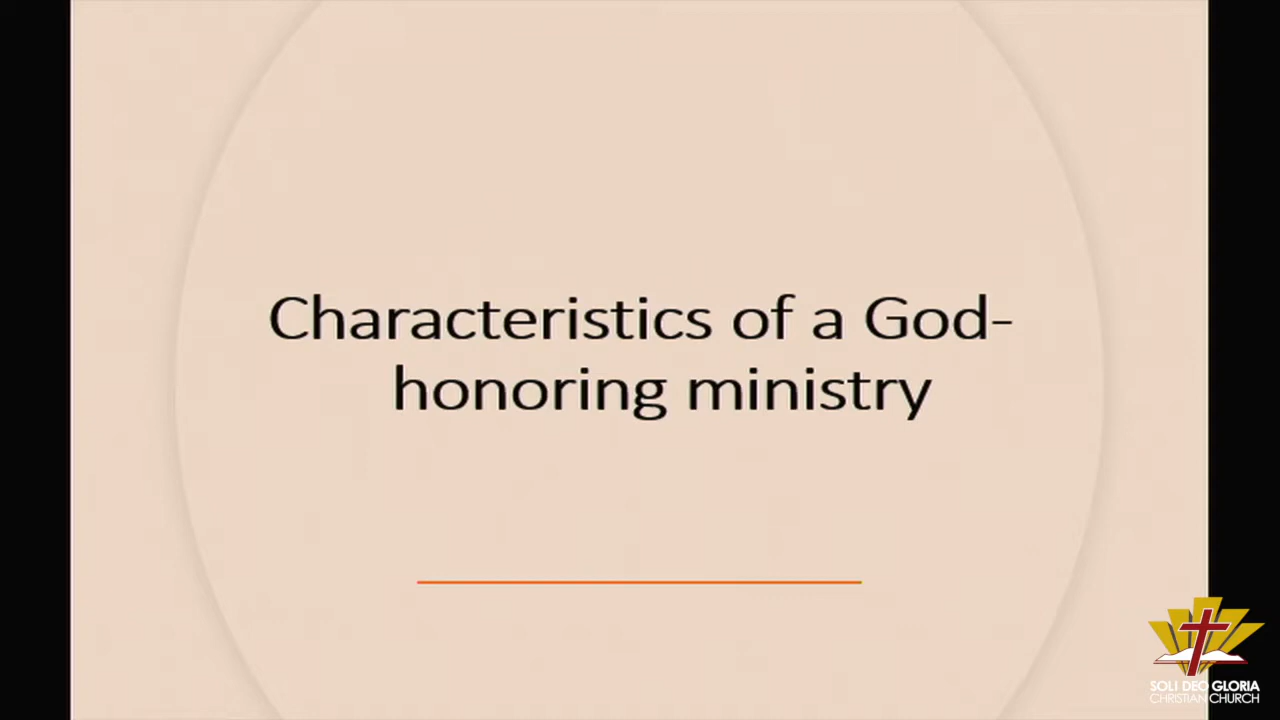 Characteristics of a God-
honoring ministry
SOLI DEO GLORIA
CHRISTIAN CHURCH